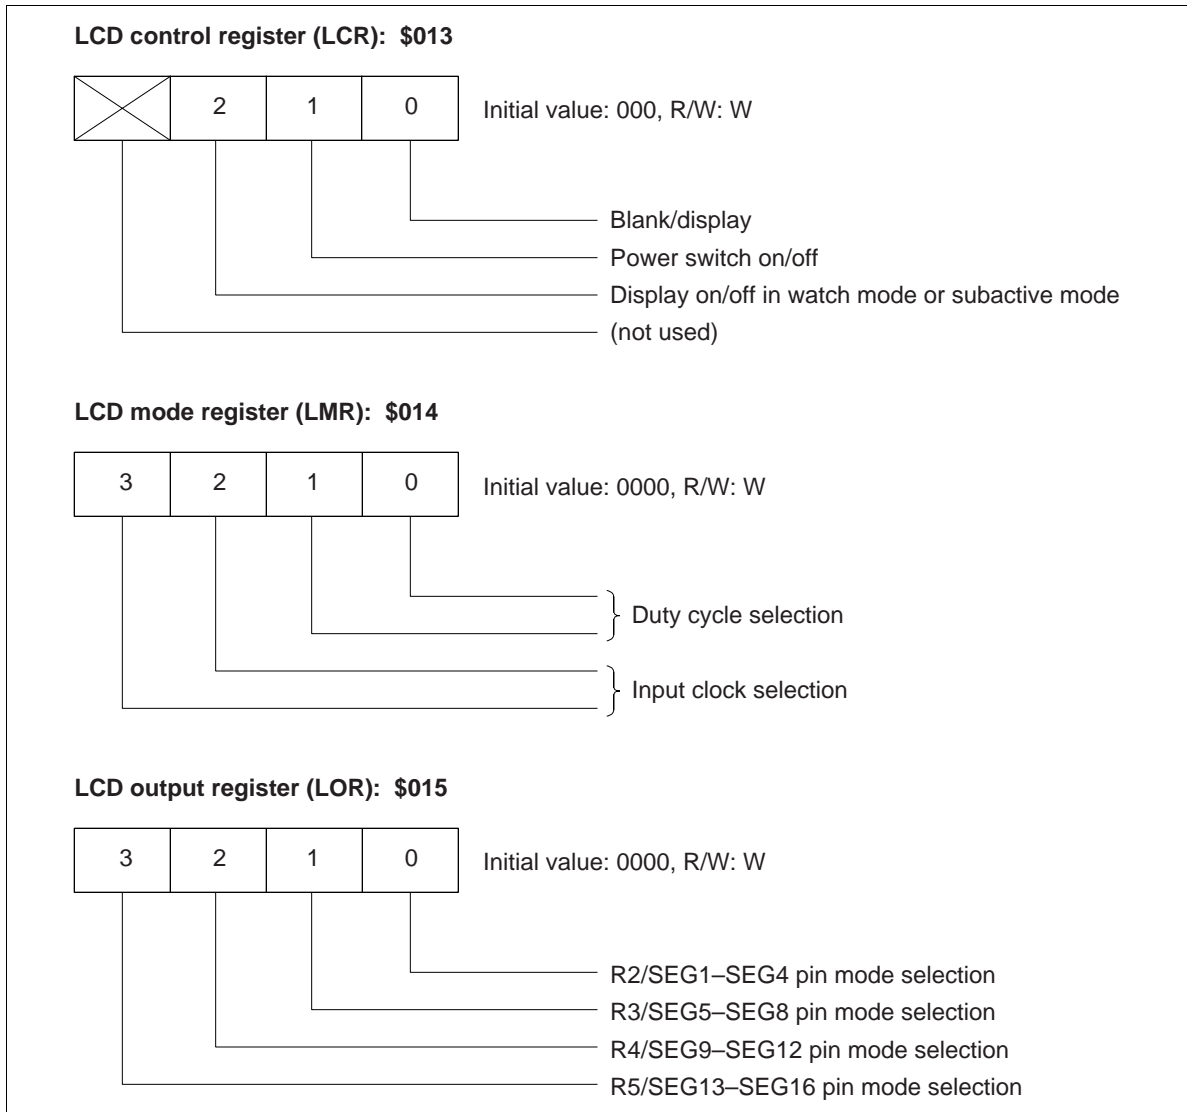 LCD control register (LCR): $013
2 1 0 Initial value: 000, R/W: W
Blank/display
Power switch on/off
Display on/off in watch mode or subactive mode
(not used)
LCD mode register (LMR): $014
3 2 1 0 Initial value: 0000, R/W: W
Duty cycle selection
Input clock selection
LCD output register (LOR): $015
3 2 1 0 Initial value: 0000, R/W: W
R2/SEG1–SEG4 pin mode selection
R3/SEG5–SEG8 pin mode selection
R4/SEG9–SEG12 pin mode selection
R5/SEG13–SEG16 pin mode selection